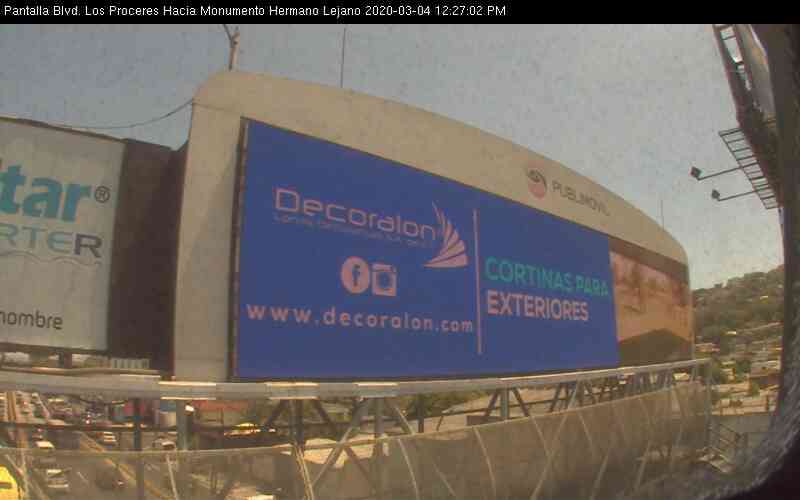 Pantalla Blvd. Los Proceres Hacia Monumento Hermano Lejano 2020-03-04 12:27:02 PM
PUBLIMOVIL
tar®
RTER
nombre
Decoralon
www.decoralon.com
CORTINAS PARA
EXTERIORES